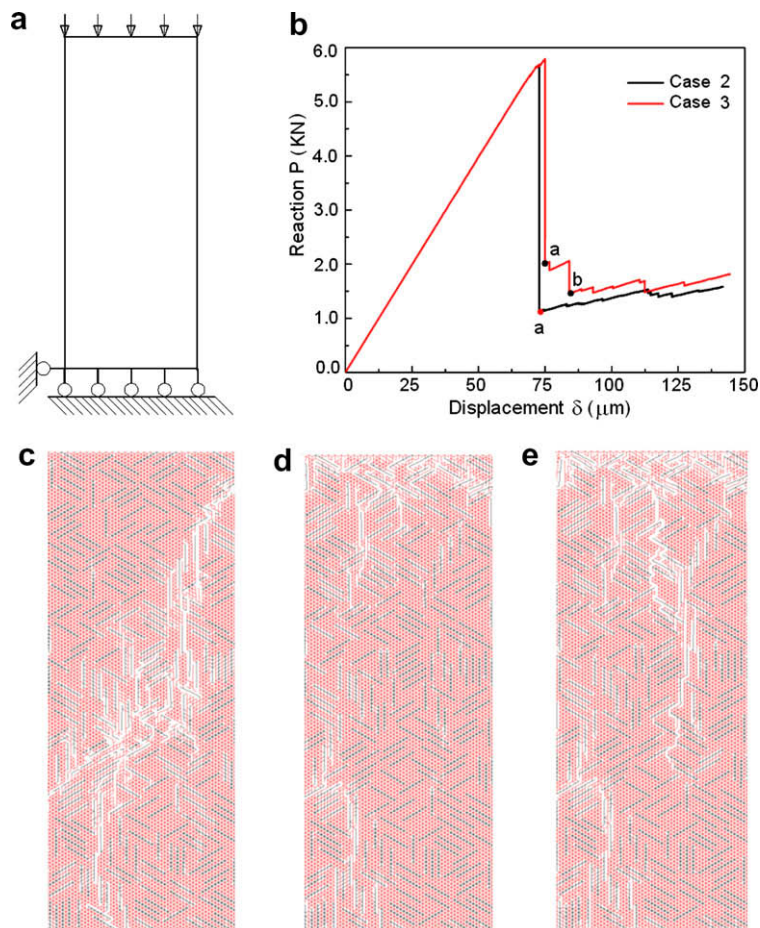 a
b
6.0
5.0
4.0
3.0
2.0
1.0
0.0
Reaction P (KN)
Case 2
Case 3
a
b
a
0
25
50
75
100
125
150
Displacement δ (μm)
c
d
e